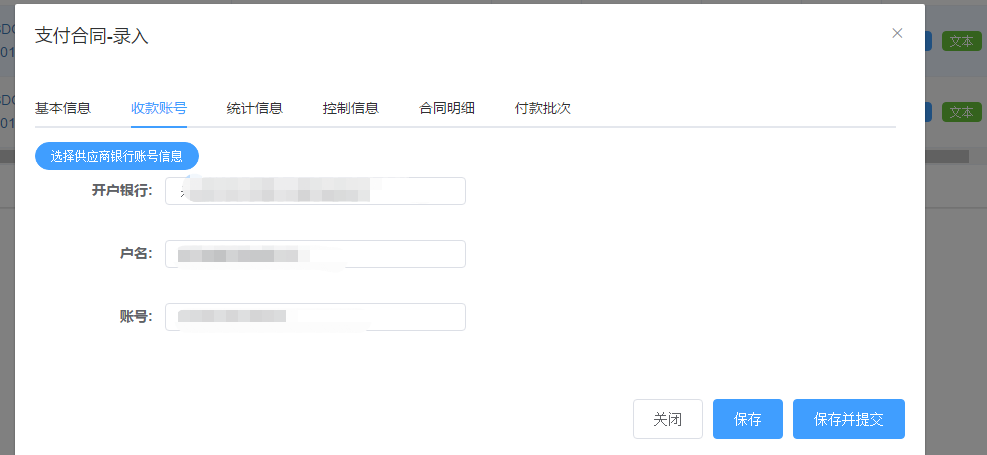 支付合同-录入
基本信息 收款账号 统计信息 控制信息 合同明细 付款批次
选择供应商银行账号信息
开户银行:
户名:
账号:
关闭 保存 保存并提交
文本
01
文本
01